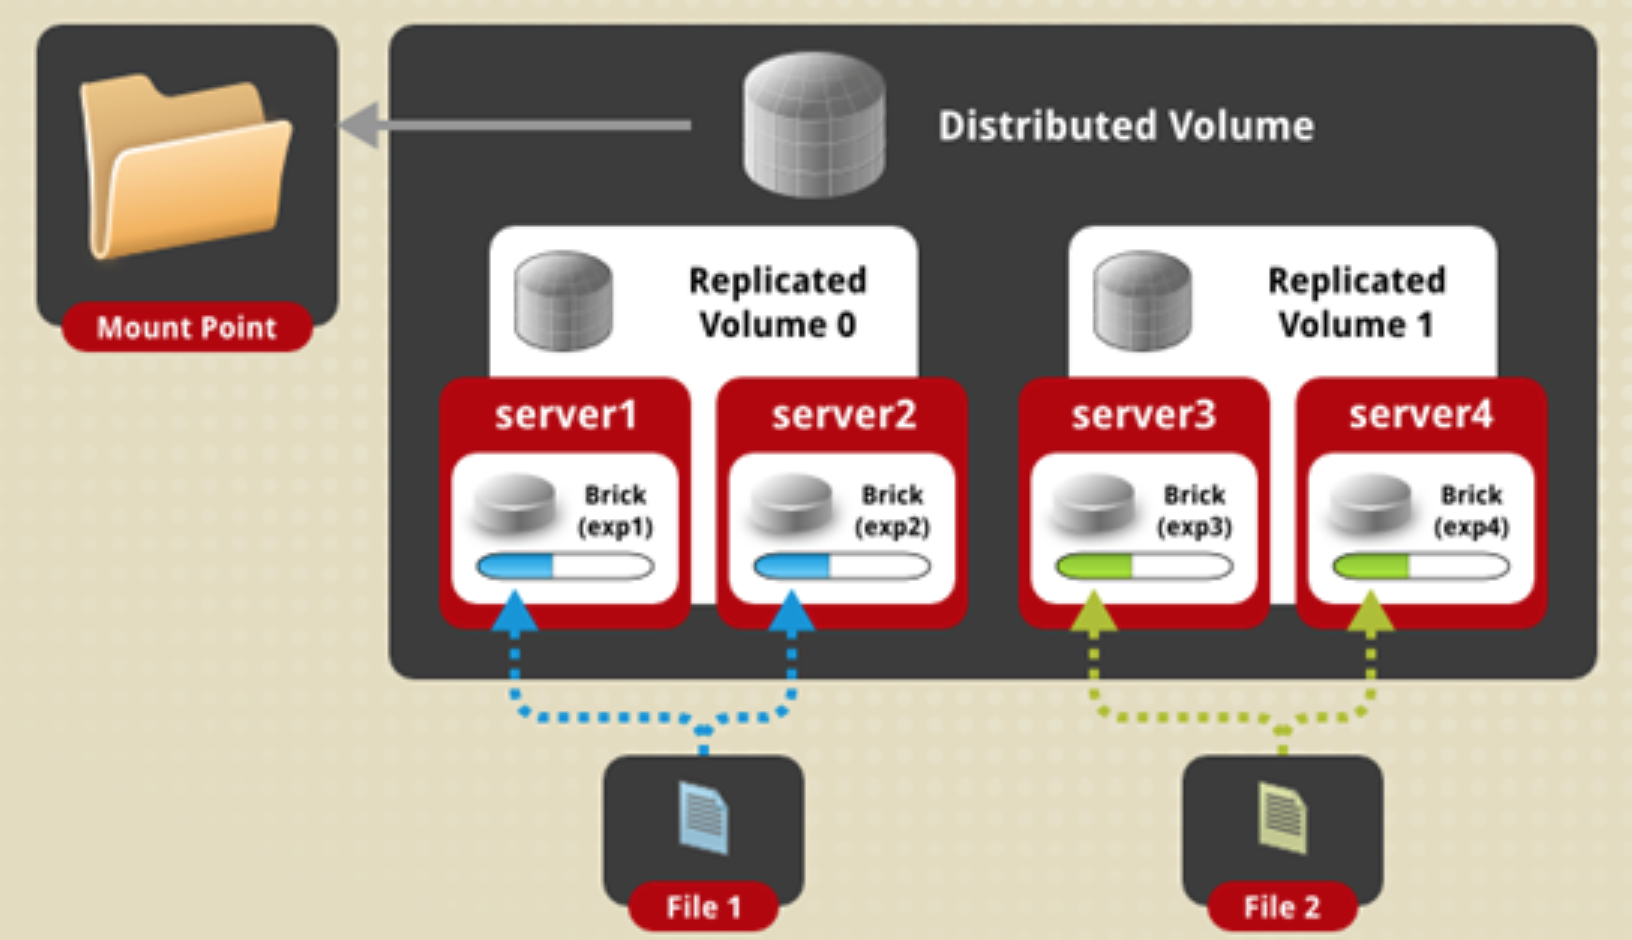 Distributed Volume
Mount Point
Replicated
Volume 0
Replicated
Volume 1
server1
server2
server3
server4
Brick
(exp1)
Brick
(exp2)
Brick
(exp3)
Brick
(exp4)
File 1
File 2